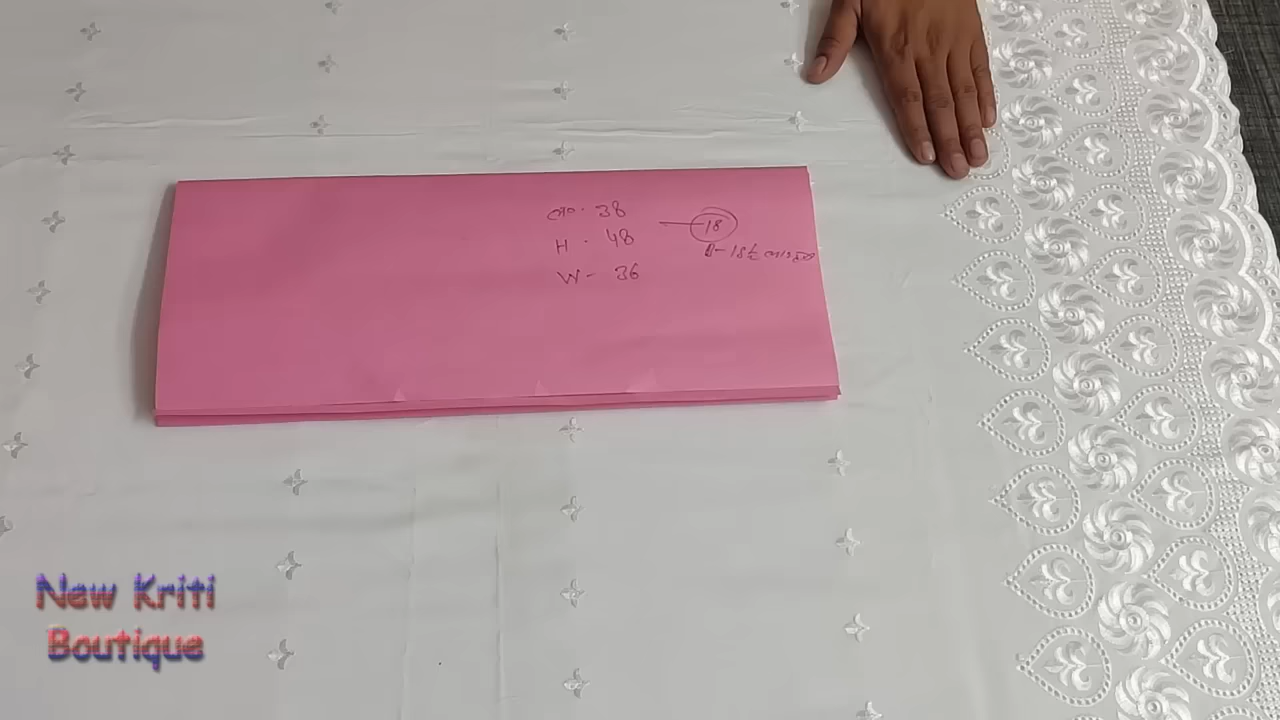 লং - 38
H - 48
W - 36
18
New Kriti
Boutique